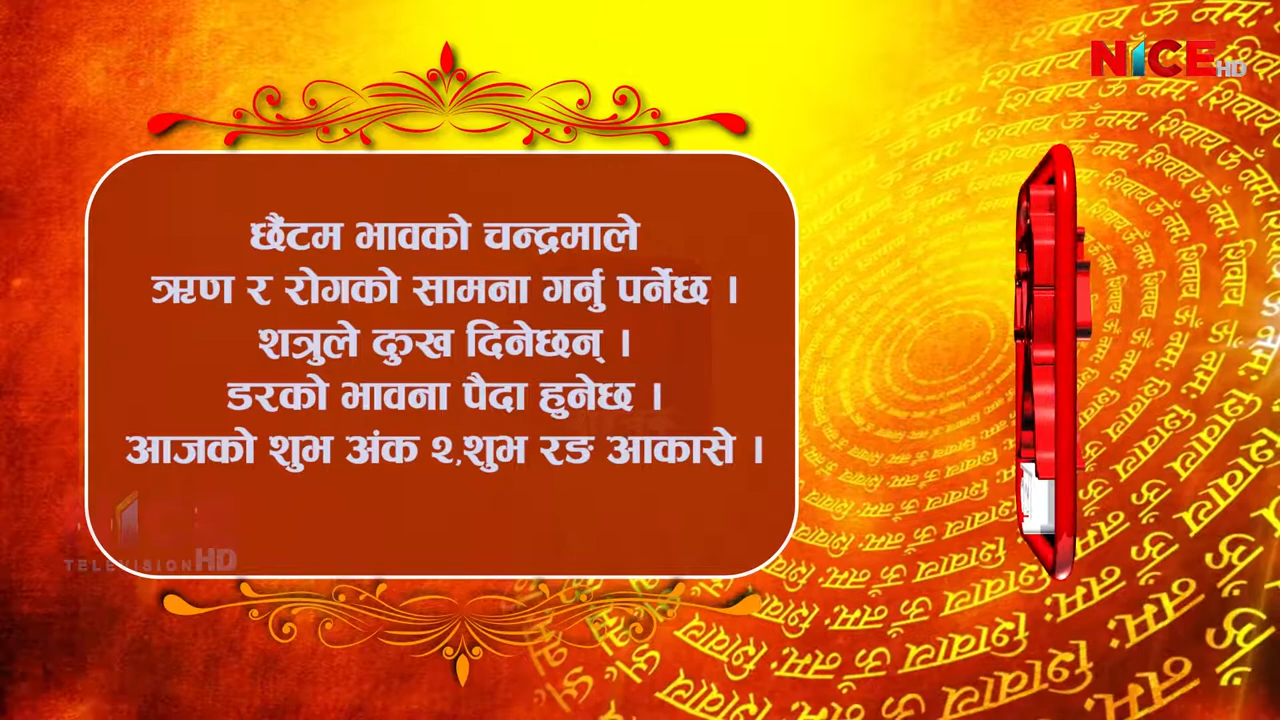 NICE HD
छैंटम भावको चन्द्रमाले
ऋण र रोगको सामना गर्नु पर्नेछ ।
शत्रुले दुःख दिनेछन् ।
डरको भावना पैदा हुनेछ ।
आजको शुभ अंक २,शुभ रङ आकासे ।
TELEVISION HD
ॐ नमः शिवाय